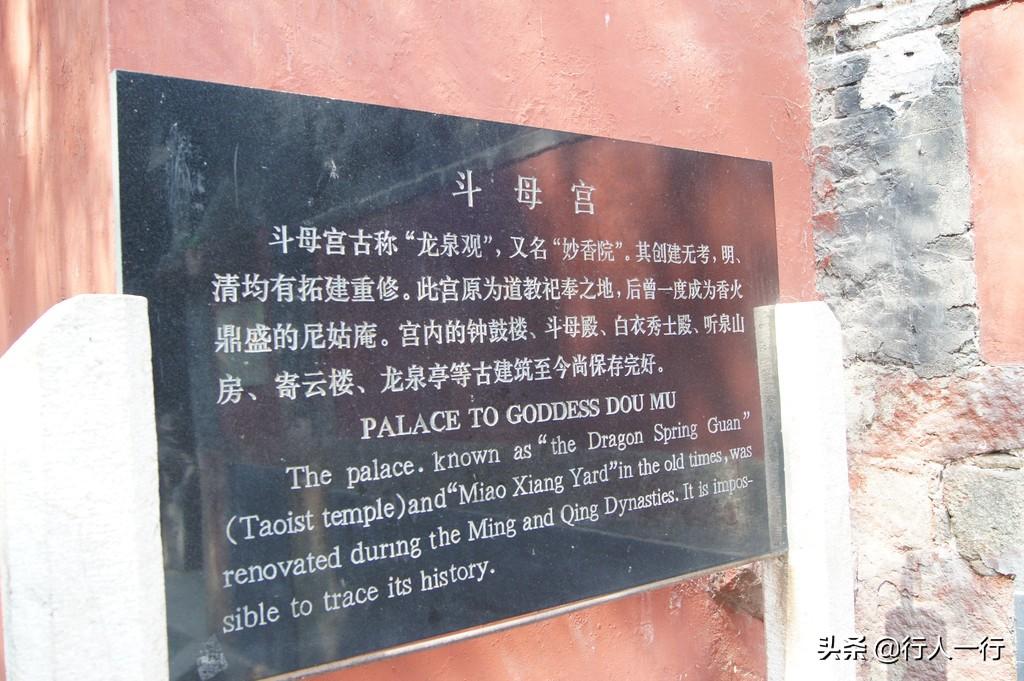 斗母宫
斗母宫古称“龙泉观”，又名“妙香院”。其创建无考，明、
清均有拓建重修。此宫原为道教祀奉之地，后曾一度成为香火
鼎盛的尼姑庵。宫内的钟鼓楼、斗母殿、白衣秀士殿、听泉山
房、寄云楼、龙泉亭等古建筑至今尚保存完好。
PALACE TO GODDESS DOU MU
The palace. known as “the Dragon Spring Guan”
(Taoist temple)and“Miao Xiang Yard”in the old times,was
renovated during the Ming and Qing Dynasties. It is impos-
sible to trace its history.
头条 @行人一行